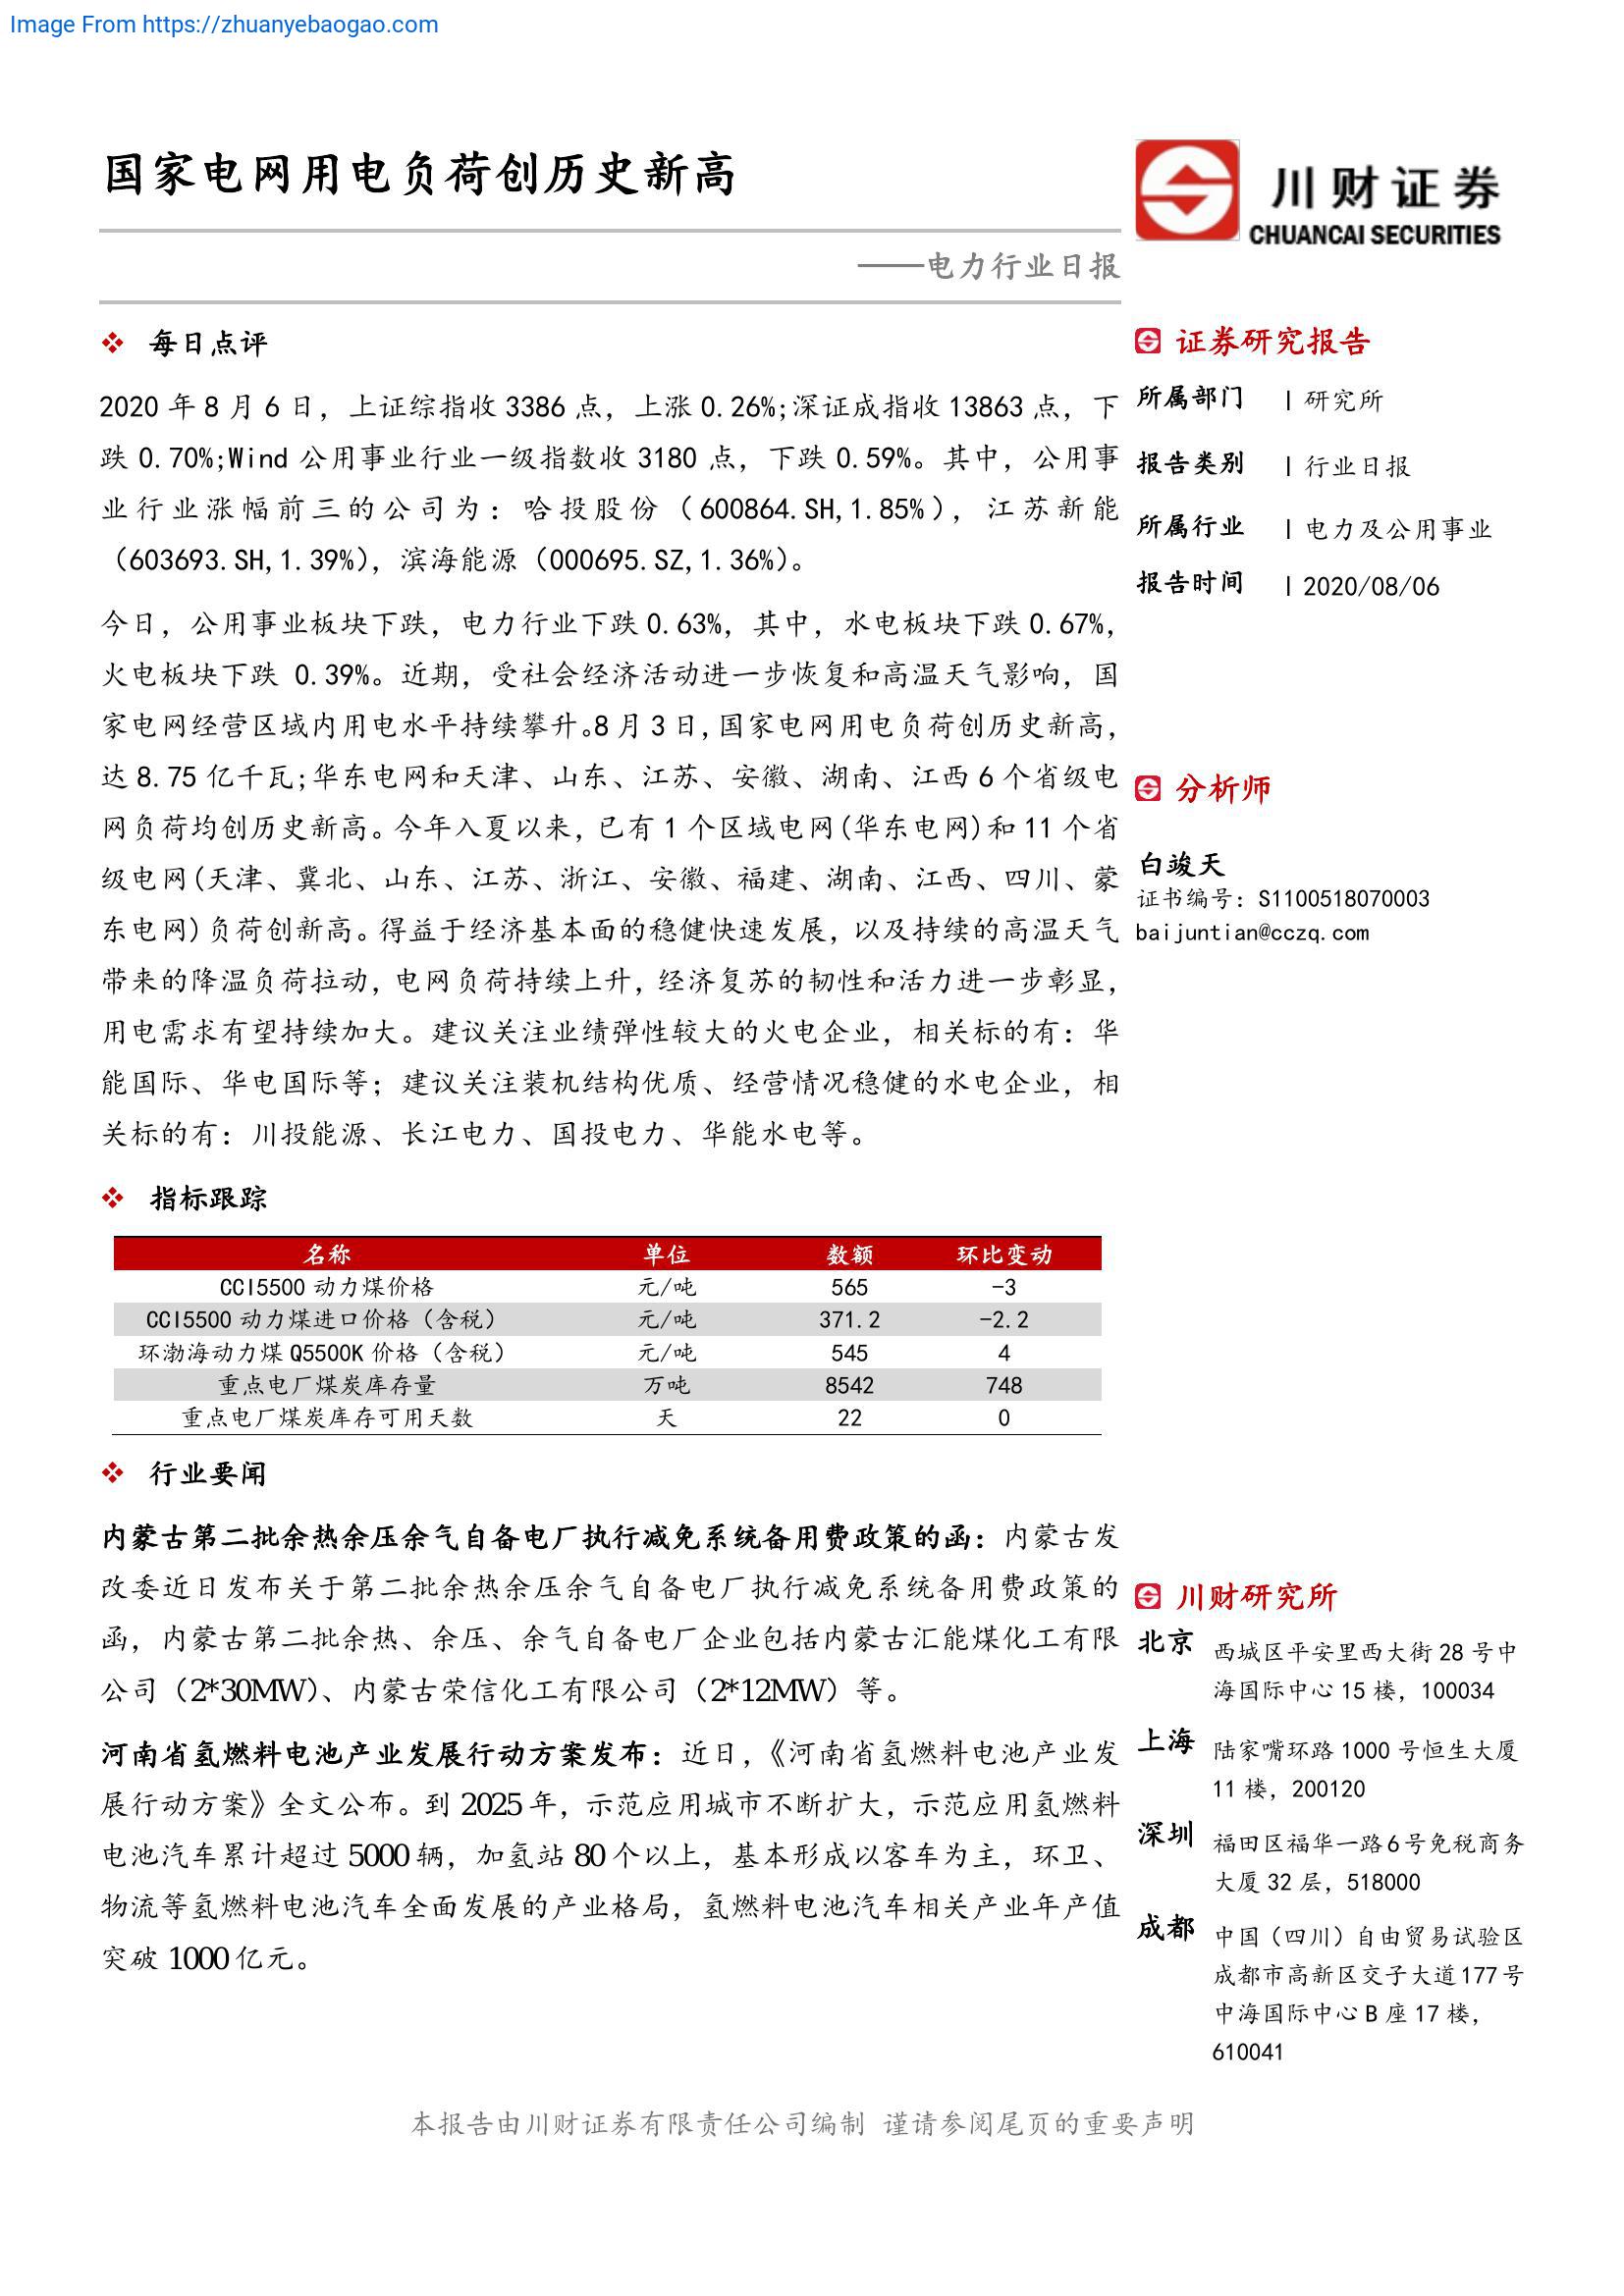 Image From https://zhuanyebaogao.com
国家电网用电负荷创历史新高
——电力行业日报
川财证券
CHUANCAI SECURITIES
❖ 每日点评
2020 年 8 月 6 日，上证综指收 3386 点，上涨 0.26%;深证成指收 13863 点，下
跌 0.70%;Wind 公用事业行业一级指数收 3180 点，下跌 0.59%。其中，公用事
业行业涨幅前三的公司为：哈投股份（600864.SH,1.85%），江苏新能
（603693.SH,1.39%），滨海能源（000695.SZ,1.36%）。
今日，公用事业板块下跌，电力行业下跌 0.63%，其中，水电板块下跌 0.67%，
火电板块下跌 0.39%。近期，受社会经济活动进一步恢复和高温天气影响，国
家电网经营区域内用电水平持续攀升。8 月 3 日，国家电网用电负荷创历史新高，
达 8.75 亿千瓦;华东电网和天津、山东、江苏、安徽、湖南、江西 6 个省级电
网负荷均创历史新高。今年入夏以来，已有 1 个区域电网(华东电网)和 11 个省
级电网(天津、冀北、山东、江苏、浙江、安徽、福建、湖南、江西、四川、蒙
东电网)负荷创新高。得益于经济基本面的稳健快速发展，以及持续的高温天气
带来的降温负荷拉动，电网负荷持续上升，经济复苏的韧性和活力进一步彰显，
用电需求有望持续加大。建议关注业绩弹性较大的火电企业，相关标的有：华
能国际、华电国际等；建议关注装机结构优质、经营情况稳健的水电企业，相
关标的有：川投能源、长江电力、国投电力、华能水电等。
❖ 指标跟踪
名称 单位 数额 环比变动
CCI5500 动力煤价格 元/吨 565 -3
CCI5500 动力煤进口价格（含税） 元/吨 371.2 -2.2
环渤海动力煤 Q5500K 价格（含税） 元/吨 545 4
重点电厂煤炭库存量 万吨 8542 748
重点电厂煤炭库存可用天数 天 22 0
❖ 行业要闻
内蒙古第二批余热余压余气自备电厂执行减免系统备用费政策的函：内蒙古发
改委近日发布关于第二批余热余压余气自备电厂执行减免系统备用费政策的
函，内蒙古第二批余热、余压、余气自备电厂企业包括内蒙古汇能煤化工有限
公司（2*30MW）、内蒙古荣信化工有限公司（2*12MW）等。
河南省氢燃料电池产业发展行动方案发布：近日，《河南省氢燃料电池产业发
展行动方案》全文公布。到 2025 年，示范应用城市不断扩大，示范应用氢燃料
电池汽车累计超过 5000 辆，加氢站 80 个以上，基本形成以客车为主，环卫、
物流等氢燃料电池汽车全面发展的产业格局，氢燃料电池汽车相关产业年产值
突破 1000 亿元。
证券研究报告
所属部门 | 研究所
报告类别 | 行业日报
所属行业 | 电力及公用事业
报告时间 | 2020/08/06
分析师
白竣天
证书编号：S1100518070003
baijuntian@cczq.com
川财研究所
北京 西城区平安里西大街 28 号中
海国际中心 15 楼，100034
上海 陆家嘴环路 1000 号恒生大厦
11 楼，200120
深圳 福田区福华一路 6 号免税商务
大厦 32 层，518000
成都 中国（四川）自由贸易试验区
成都市高新区交子大道 177 号
中海国际中心 B 座 17 楼，
610041
本报告由川财证券有限责任公司编制 谨请参阅尾页的重要声明